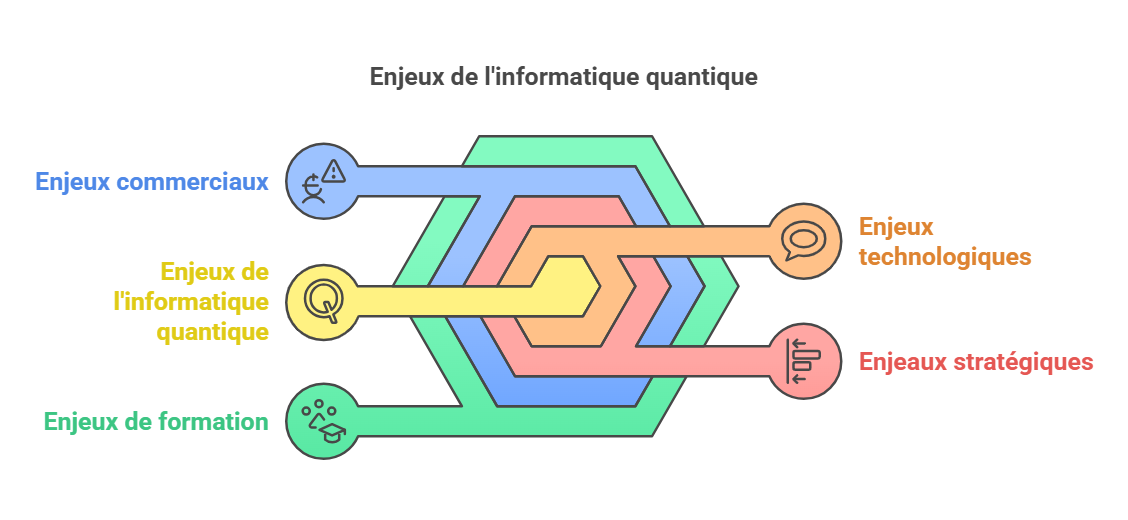 Enjeux de l'informatique quantique
Enjeux commerciaux
Enjeux de
l'informatique
quantique
Enjeux de formation
Enjeux
technologiques
Enjeaux stratégiques